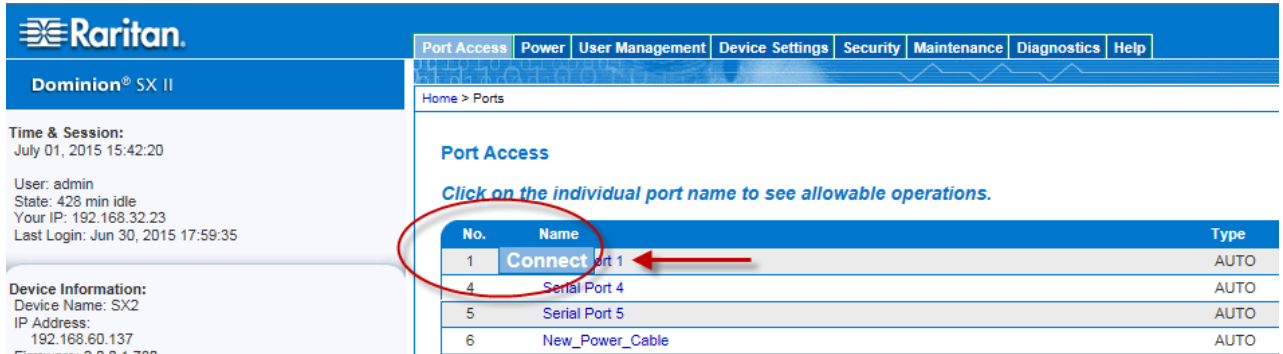 Raritan.
Port Access Power User Management Device Settings Security Maintenance Diagnostics Help
Dominion® SX II
Home > Ports
Time & Session:
July 01, 2015 15:42:20
User: admin
State: 428 min idle
Your IP: 192.168.32.23
Last Login: Jun 30, 2015 17:59:35
Device Information:
Device Name: SX2
IP Address:
192.168.60.137
Port Access
Click on the individual port name to see allowable operations.
No. Name Type
1 Connect ort 1 AUTO
4 Serial Port 4 AUTO
5 Serial Port 5 AUTO
6 New_Power_Cable AUTO